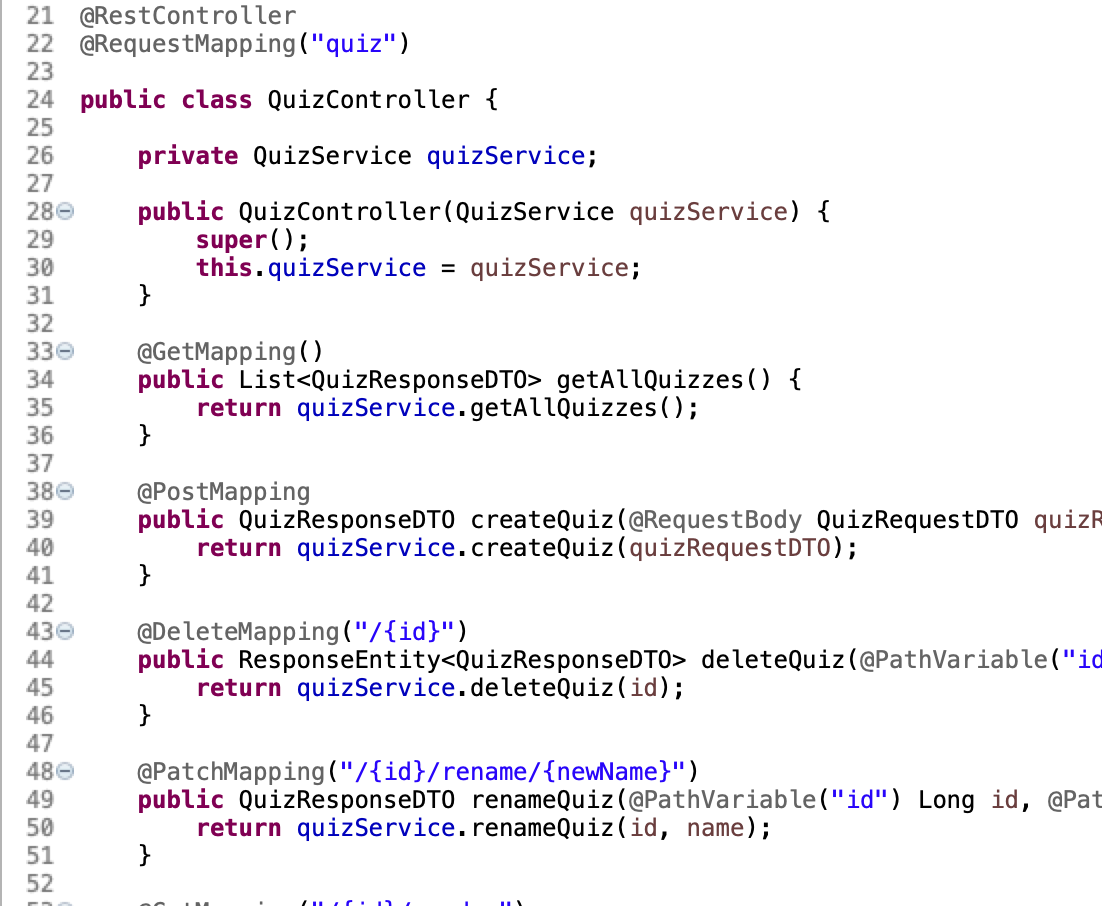 21 @RestController
22 @RequestMapping("quiz")
23
24 public class QuizController {
25
26 private QuizService quizService;
27
28 public QuizController(QuizService quizService) {
29 super();
30 this.quizService = quizService;
31 }
32
33 @GetMapping()
34 public List<QuizResponseDTO> getAllQuizzes() {
35 return quizService.getAllQuizzes();
36 }
37
38 @PostMapping
39 public QuizResponseDTO createQuiz(@RequestBody QuizRequestDTO quizR
40 return quizService.createQuiz(quizRequestDTO);
41 }
42
43 @DeleteMapping("/{id}")
44 public ResponseEntity<QuizResponseDTO> deleteQuiz(@PathVariable("id
45 return quizService.deleteQuiz(id);
46 }
47
48 @PatchMapping("/{id}/rename/{newName}")
49 public QuizResponseDTO renameQuiz(@PathVariable("id") Long id, @Pat
50 return quizService.renameQuiz(id, name);
51 }
52